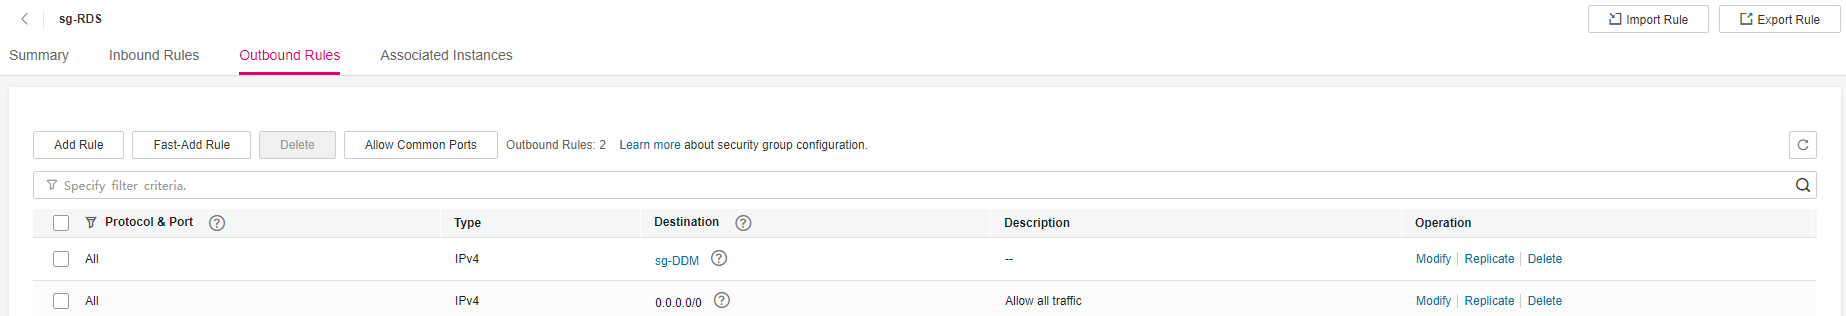 sg-RDS
Import Rule
Export Rule
Summary
Inbound Rules
Outbound Rules
Associated Instances
Add Rule
Fast-Add Rule
Delete
Allow Common Ports
Outbound Rules: 2
Learn more about security group configuration.
Specify filter criteria.
Protocol & Port ?
Type
Destination ?
Description
Operation
All
IPv4
sg-DDM ?
--
Modify
Replicate
Delete
All
IPv4
0.0.0.0/0 ?
Allow all traffic
Modify
Replicate
Delete